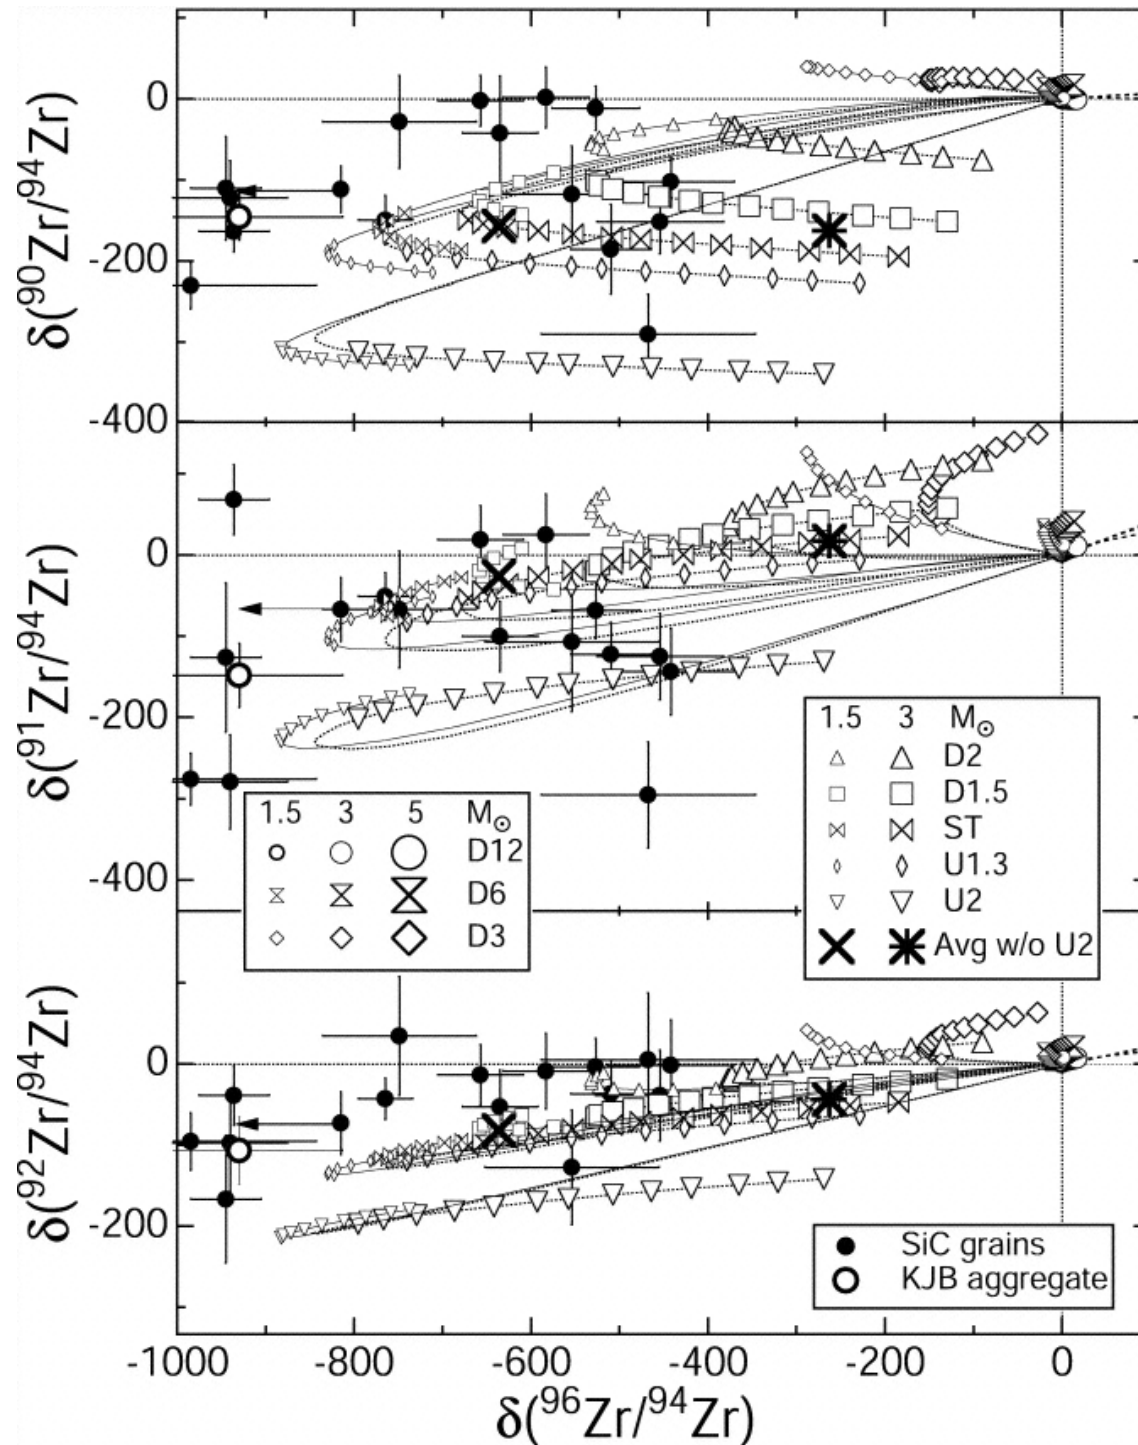 δ(⁹⁰Zr/⁹⁴Zr)
0
-200
-400
δ(⁹¹Zr/⁹⁴Zr)
0
-200
-400
1.5 3 5 M⊙
D12
D6
D3
1.5 3 M⊙
D2
D1.5
ST
U1.3
U2
Avg w/o U2
δ(⁹²Zr/⁹⁴Zr)
0
-200
SiC grains
KJB aggregate
-1000 -800 -600 -400 -200 0
δ(⁹⁶Zr/⁹⁴Zr)